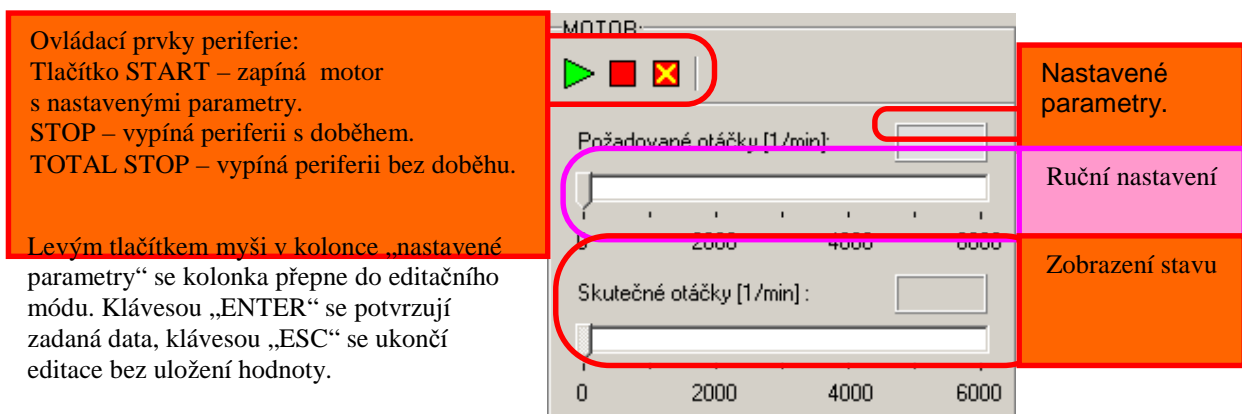 Ovládací prvky periferie:
Tlačítko START – zapíná motor
s nastavenými parametry.
STOP – vypíná periferii s doběhem.
TOTAL STOP – vypíná periferii bez doběhu.
Levým tlačítkem myši v kolonce „nastavené
parametry“ se kolonka přepne do editačního
módu. Klávesou „ENTER“ se potvrzují
zadaná data, klávesou „ESC“ se ukončí
editace bez uložení hodnoty.
MOTOR:
Požadované otáčky [1/min]:
0 2000 4000 6000
Skutečné otáčky [1/min] :
0 2000 4000 6000
Nastavené
parametry.
Ruční nastavení
Zobrazení stavu